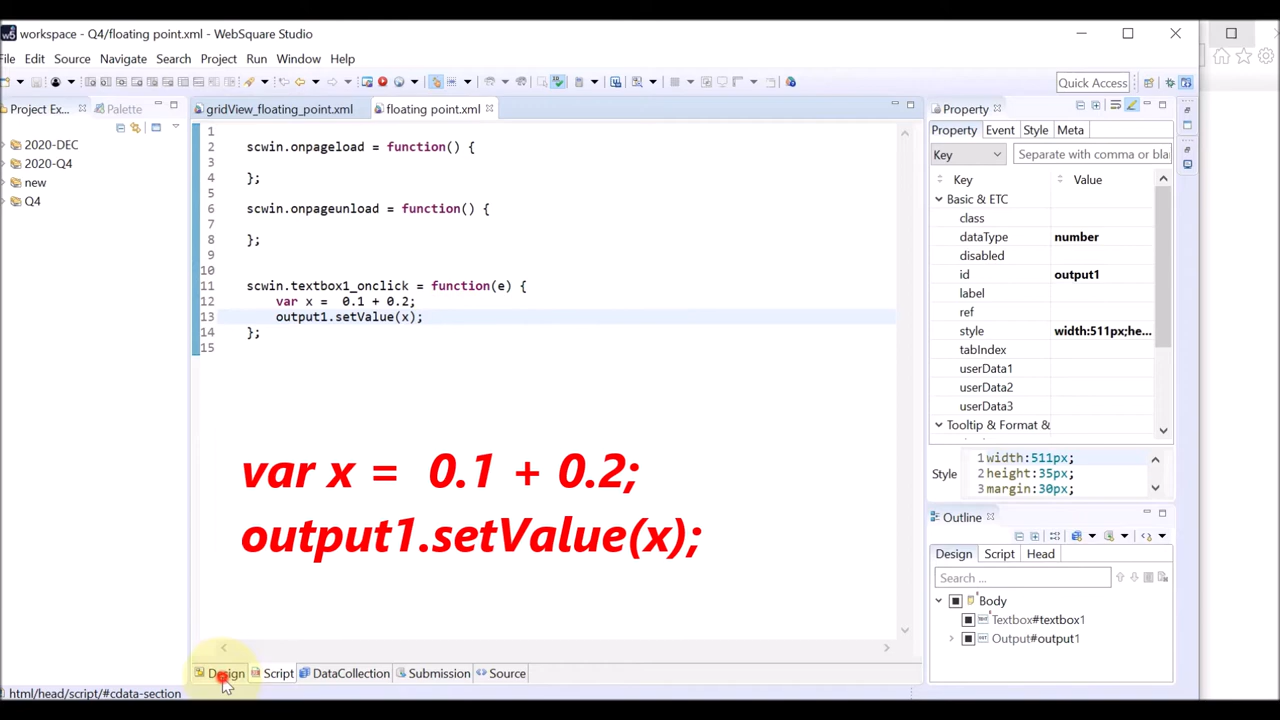 workspace - Q4/floating point.xml - WebSquare Studio
File Edit Source Navigate Search Project Run Window Help
Quick Access
Project Ex... Palette
gridView_floating_point.xml floating point.xml
Property
Property Event Style Meta
Key Separate with comma or bla
Key Value
Basic & ETC
class
dataType number
disabled
id output1
label
ref
style width:511px;he...
tabIndex
userData1
userData2
userData3
Tooltip & Format &
Style
1 width:511px;
2 height:35px;
3 margin:30px;
Outline
Design Script Head
Search ...
Body
Textbox#textbox1
Output#output1
2020-DEC
2020-Q4
new
Q4
1
2 scwin.onpageload = function() {
3
4 };
5
6 scwin.onpageunload = function() {
7
8 };
9
10
11 scwin.textbox1_onclick = function(e) {
12 var x =  0.1 + 0.2;
13 output1.setValue(x);
14 };
15
var x =  0.1 + 0.2;
output1.setValue(x);
Design Script DataCollection Submission Source
html/head/script/#cdata-section